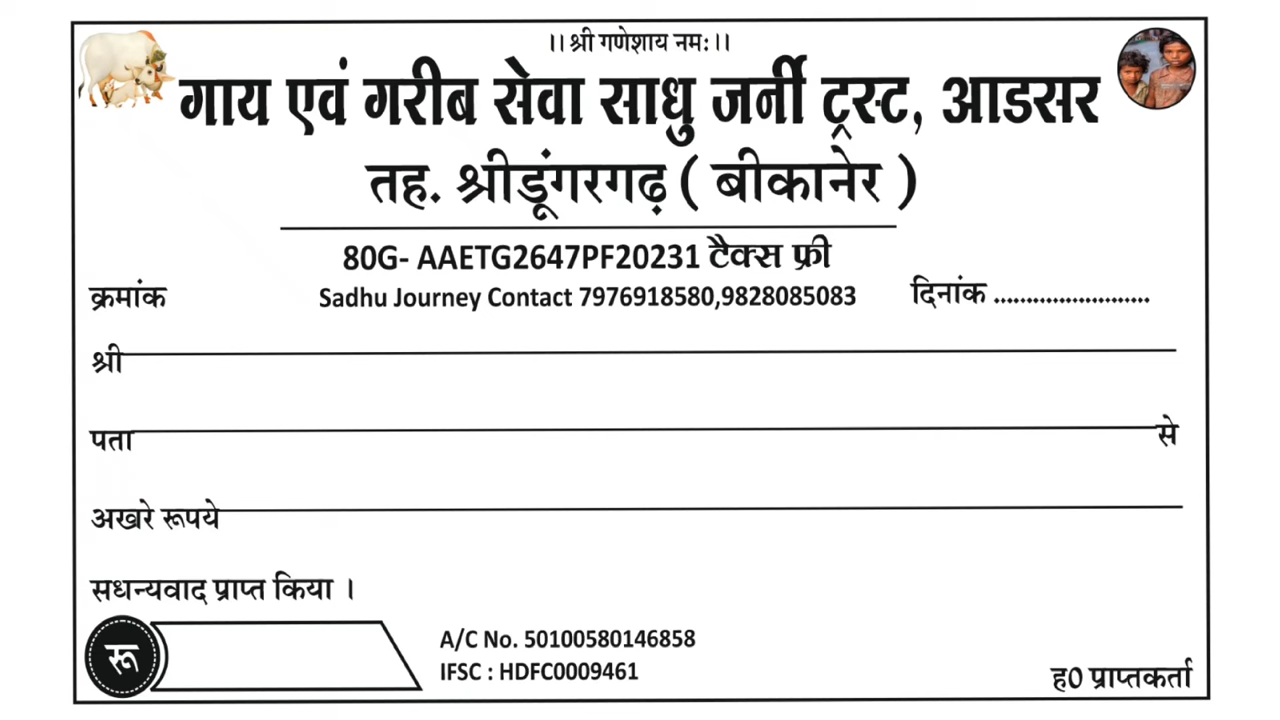 ।। श्री गणेशाय नमः।।
गाय एवं गरीब सेवा साधु जर्नी ट्रस्ट, आडसर
तह. श्रीडूंगरगढ़ ( बीकानेर )
80G- AAETG2647PF20231 टैक्स फ्री
क्रमांक Sadhu Journey Contact 7976918580,9828085083 दिनांक ........................
श्री
पता से
अखरे रूपये
सधन्यवाद प्राप्त किया ।
रू A/C No. 50100580146858
IFSC : HDFC0009461
ह0 प्राप्तकर्ता